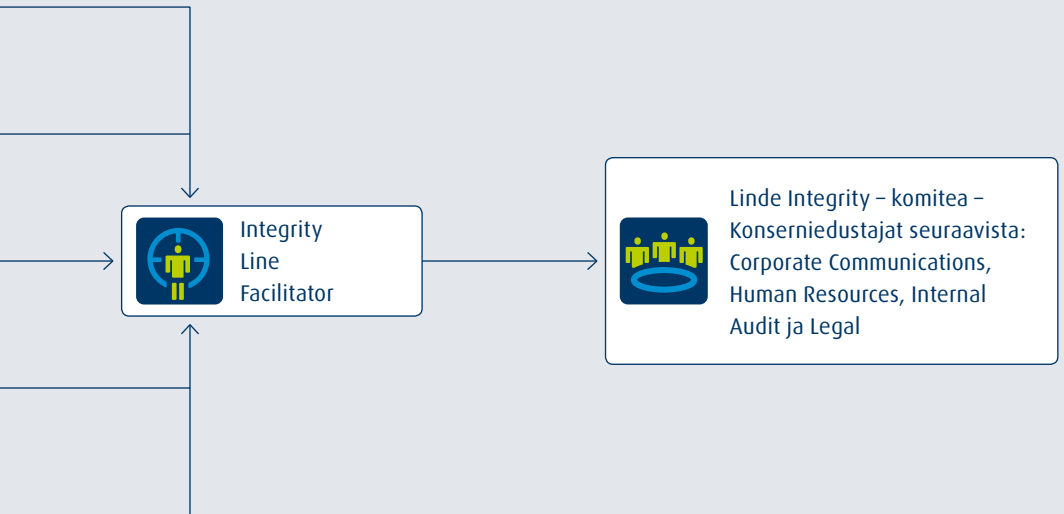 Integrity
Line
Facilitator
Linde Integrity – komitea –
Konserniedustajat seuraavista:
Corporate Communications,
Human Resources, Internal
Audit ja Legal